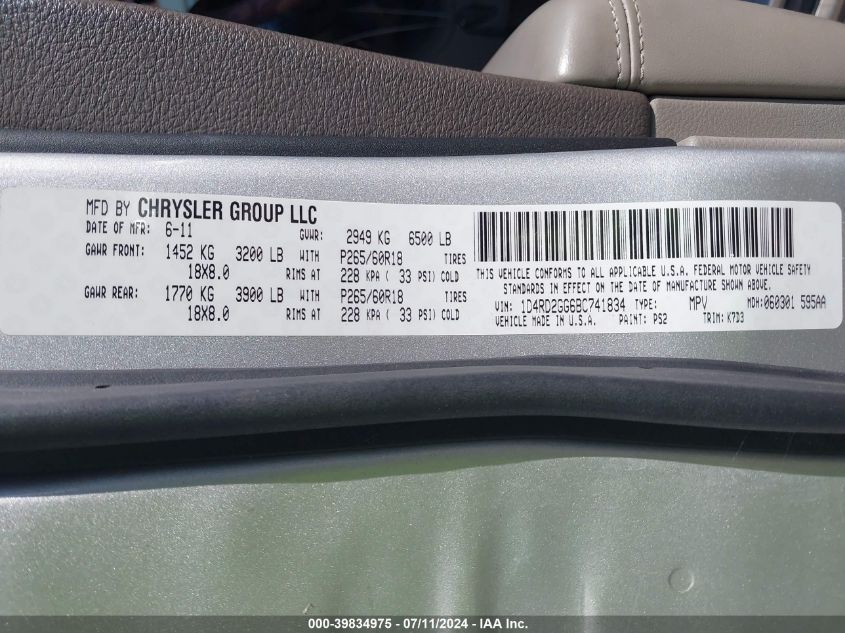 MFD BY CHRYSLER GROUP LLC
DATE OF MFR: 6-11 GVWR: 2949 KG 6500 LB
GAWR FRONT: 1452 KG 3200 LB WITH P265/60R18 TIRES
18X8.0 RIMS AT 228 KPA ( 33 PSI) COLD
GAWR REAR: 1770 KG 3900 LB WITH P265/60R18 TIRES
18X8.0 RIMS AT 228 KPA ( 33 PSI) COLD
THIS VEHICLE CONFORMS TO ALL APPLICABLE U.S.A. FEDERAL MOTOR VEHICLE SAFETY
STANDARDS IN EFFECT ON THE DATE OF MANUFACTURE SHOWN ABOVE.
VIN: 1D4RD2GG6BC741834 TYPE: MPV MDH:060301 595AA
VEHICLE MADE IN U.S.A. PAINT: PS2 TRIM: K7D3
000-39834975 - 07/11/2024 - IAA Inc.